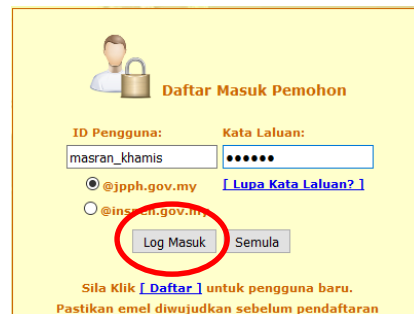 Daftar Masuk Pemohon
ID Pengguna: Kata Laluan:
masran_khamis ●●●●●●
@jpph.gov.my [ Lupa Kata Laluan? ]
@inspen.gov.my
Log Masuk Semula
Sila Klik [ Daftar ] untuk pengguna baru.
Pastikan emel diwujudkan sebelum pendaftaran